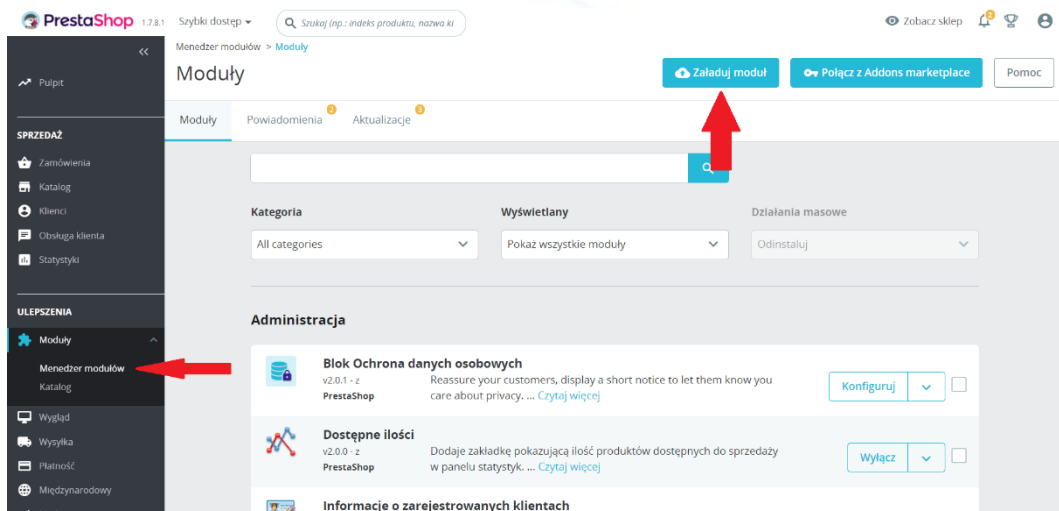 PrestaShop 1.7.8.1 Szybki dostęp Szukaj (np.: indeks produktu, nazwa kl Zobacz sklep 2
Menedżer modułów > Moduły
Moduły
Załaduj moduł
Połącz z Addons marketplace
Pomoc
Pulpit
Moduły
Powiadomienia 2
Aktualizacje 3
SPRZEDAŻ
Zamówienia
Katalog
Klienci
Obsługa klienta
Statystyki
Kategoria
Wyświetlany
Działania masowe
All categories
Pokaż wszystkie moduły
Odinstaluj
ULEPSZENIA
Moduły
Menedżer modułów
Katalog
Wygląd
Wysyłka
Płatność
Międzynarodowy
Administracja
Blok Ochrona danych osobowych
v2.0.1 - z
PrestaShop
Reassure your customers, display a short notice to let them know you
care about privacy. ... Czytaj więcej
Konfiguruj
Dostępne ilości
v2.0.0 - z
PrestaShop
Dodaje zakładkę pokazującą ilość produktów dostępnych do sprzedaży
w panelu statystyk. ... Czytaj więcej
Wyłącz
Informacje o zarejestrowanych klientach